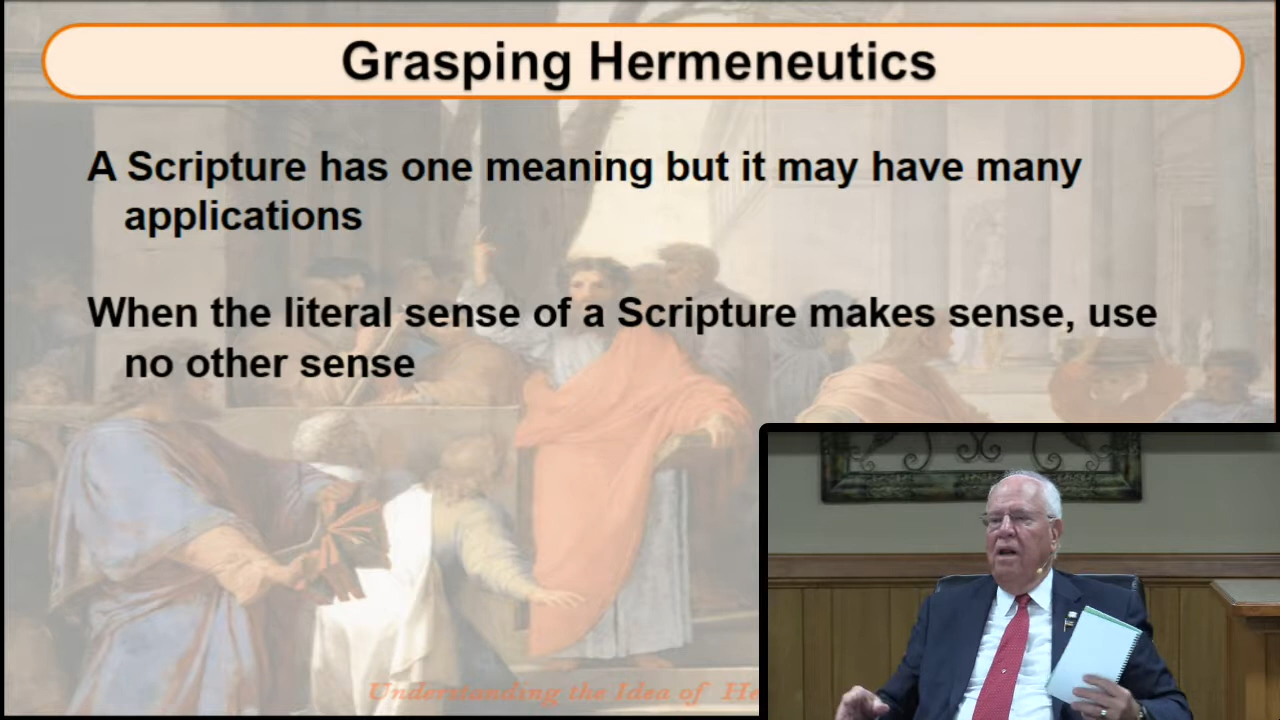 Grasping Hermeneutics
A Scripture has one meaning but it may have many
applications
When the literal sense of a Scripture makes sense, use
no other sense
Understanding the Idea of He